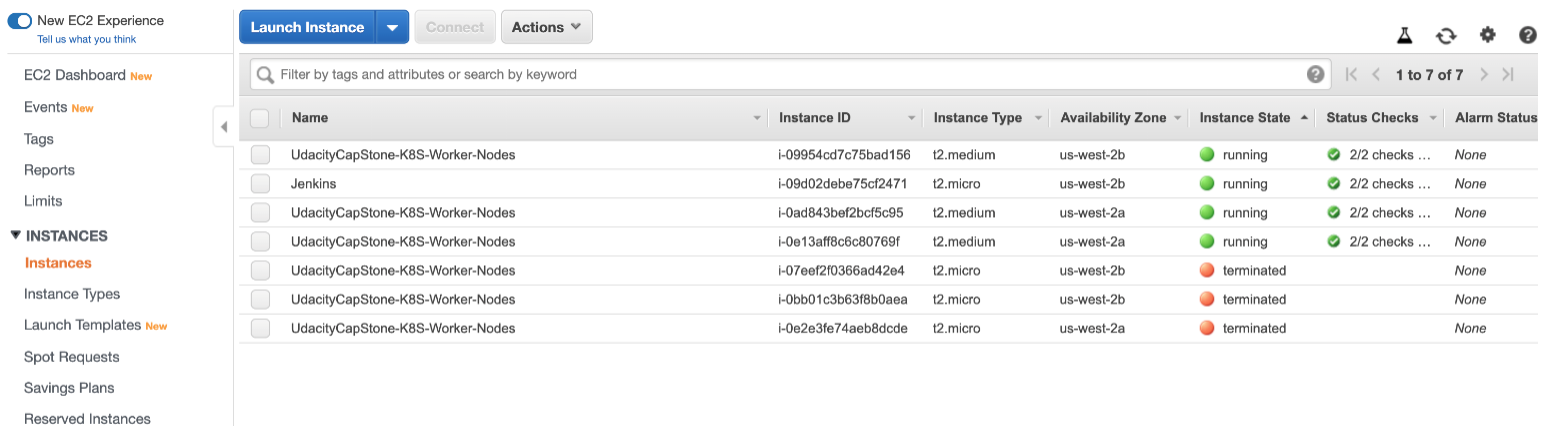 New EC2 Experience
Tell us what you think
EC2 Dashboard New
Events New
Tags
Reports
Limits
INSTANCES
Instances
Instance Types
Launch Templates New
Spot Requests
Savings Plans
Reserved Instances
Launch Instance Connect Actions
Filter by tags and attributes or search by keyword 1 to 7 of 7
Name Instance ID Instance Type Availability Zone Instance State Status Checks Alarm Status
UdacityCapStone-K8S-Worker-Nodes i-09954cd7c75bad156 t2.medium us-west-2b running 2/2 checks ... None
Jenkins i-09d02debe75cf2471 t2.micro us-west-2b running 2/2 checks ... None
UdacityCapStone-K8S-Worker-Nodes i-0ad843bef2bcf5c95 t2.medium us-west-2a running 2/2 checks ... None
UdacityCapStone-K8S-Worker-Nodes i-0e13aff8c6c80769f t2.medium us-west-2a running 2/2 checks ... None
UdacityCapStone-K8S-Worker-Nodes i-07eef2f0366ad42e4 t2.micro us-west-2b terminated None
UdacityCapStone-K8S-Worker-Nodes i-0bb01c3b63f8b0aea t2.micro us-west-2b terminated None
UdacityCapStone-K8S-Worker-Nodes i-0e2e3fe74aeb8dcde t2.micro us-west-2a terminated None